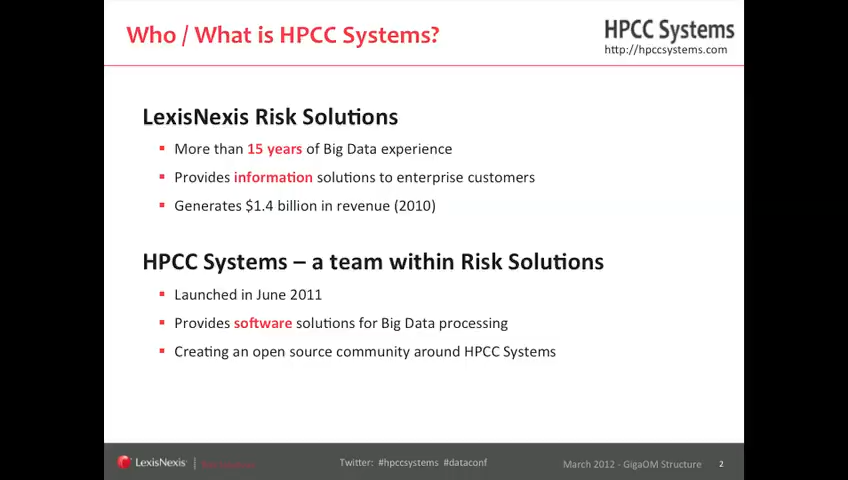 Who / What is HPCC Systems?
HPCC Systems
http://hpccsystems.com
LexisNexis Risk Solutions
▪ More than 15 years of Big Data experience
▪ Provides information solutions to enterprise customers
▪ Generates $1.4 billion in revenue (2010)
HPCC Systems – a team within Risk Solutions
▪ Launched in June 2011
▪ Provides software solutions for Big Data processing
▪ Creating an open source community around HPCC Systems
LexisNexis
Twitter: #hpccsystems #dataconf
March 2012 - GigaOM Structure 2